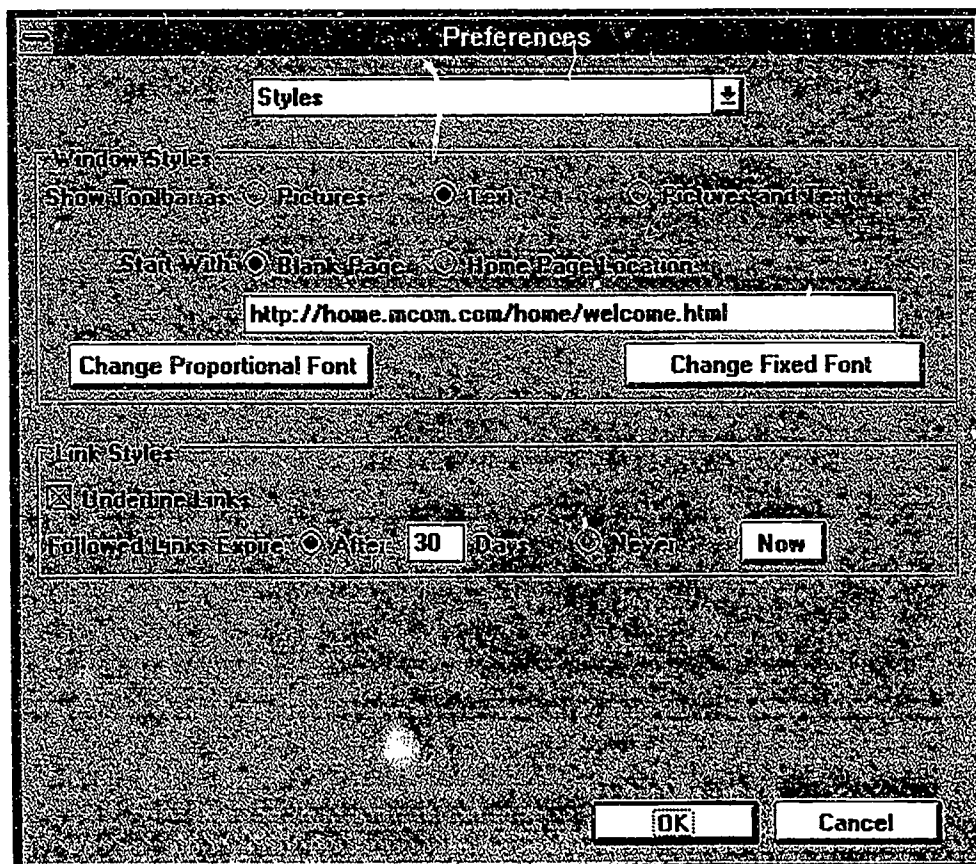 Preferences
Styles
Window Styles
Show Toolbar as: Pictures Text Pictures and Text
Start With: Blank Page Home Page Location
http://home.mcom.com/home/welcome.html
Change Proportional Font Change Fixed Font
Link Styles
Underline Links
Followed Links Expire: After 30 Days Never Now
OK Cancel